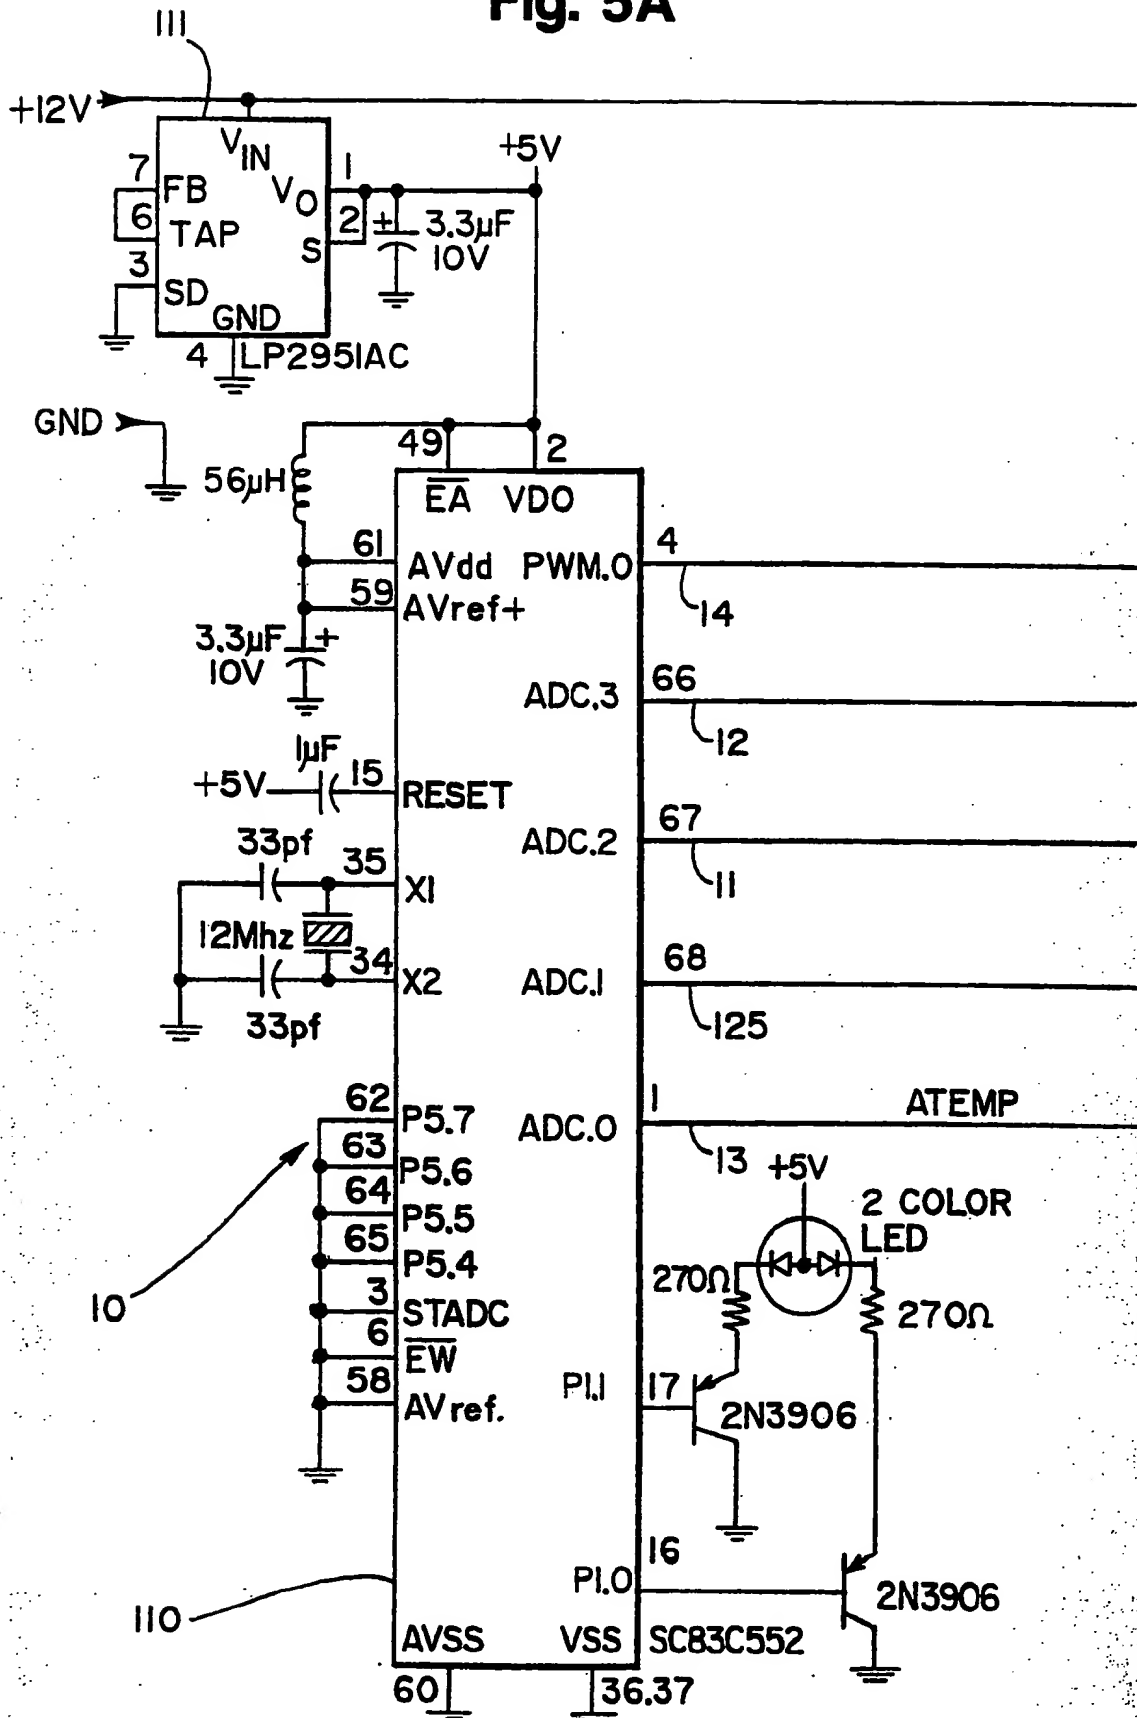 Fig. 5A
111
+12V
VIN
+5V
7 FB
VO 1
6 TAP
S 2
+ 3.3µF
10V
3 SD
GND
4 LP2951AC
GND
49
2
56µH
EA VDO
61 AVdd
PWM.0 4
14
59 AVref+
3.3µF +
10V
ADC.3 66
12
1µF
+5V 15 RESET
ADC.2 67
11
33pf
35 X1
12Mhz
34 X2
33pf
ADC.1 68
125
62 P5.7
ADC.0 1
ATEMP
13
63 P5.6
+5V
64 P5.5
2 COLOR
LED
65 P5.4
270Ω
270Ω
10
3 STADC
6 EW
58 AVref.
P1.1 17
2N3906
P1.0 16
2N3906
110
AVSS VSS SC83C552
60
36.37